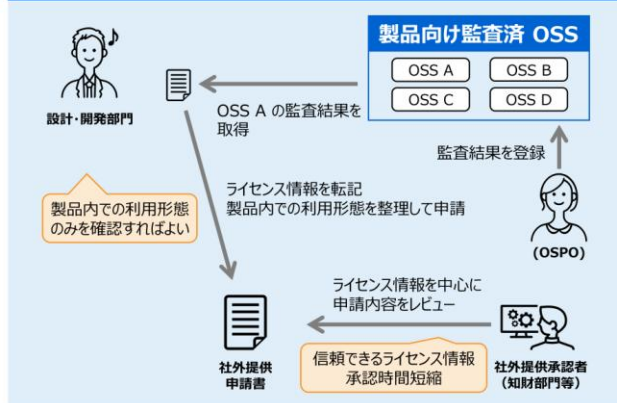 製品向け監査済 OSS
OSS A
OSS B
OSS C
OSS D
設計・開発部門
OSS A の監査結果を
取得
監査結果を登録
(OSPO)
製品内での利用形態
のみを確認すればよい
ライセンス情報を転記
製品内での利用形態を整理して申請
ライセンス情報を中心に
申請内容をレビュー
社外提供
申請書
信頼できるライセンス情報
承認時間短縮
社外提供承認者
(知財部門等)